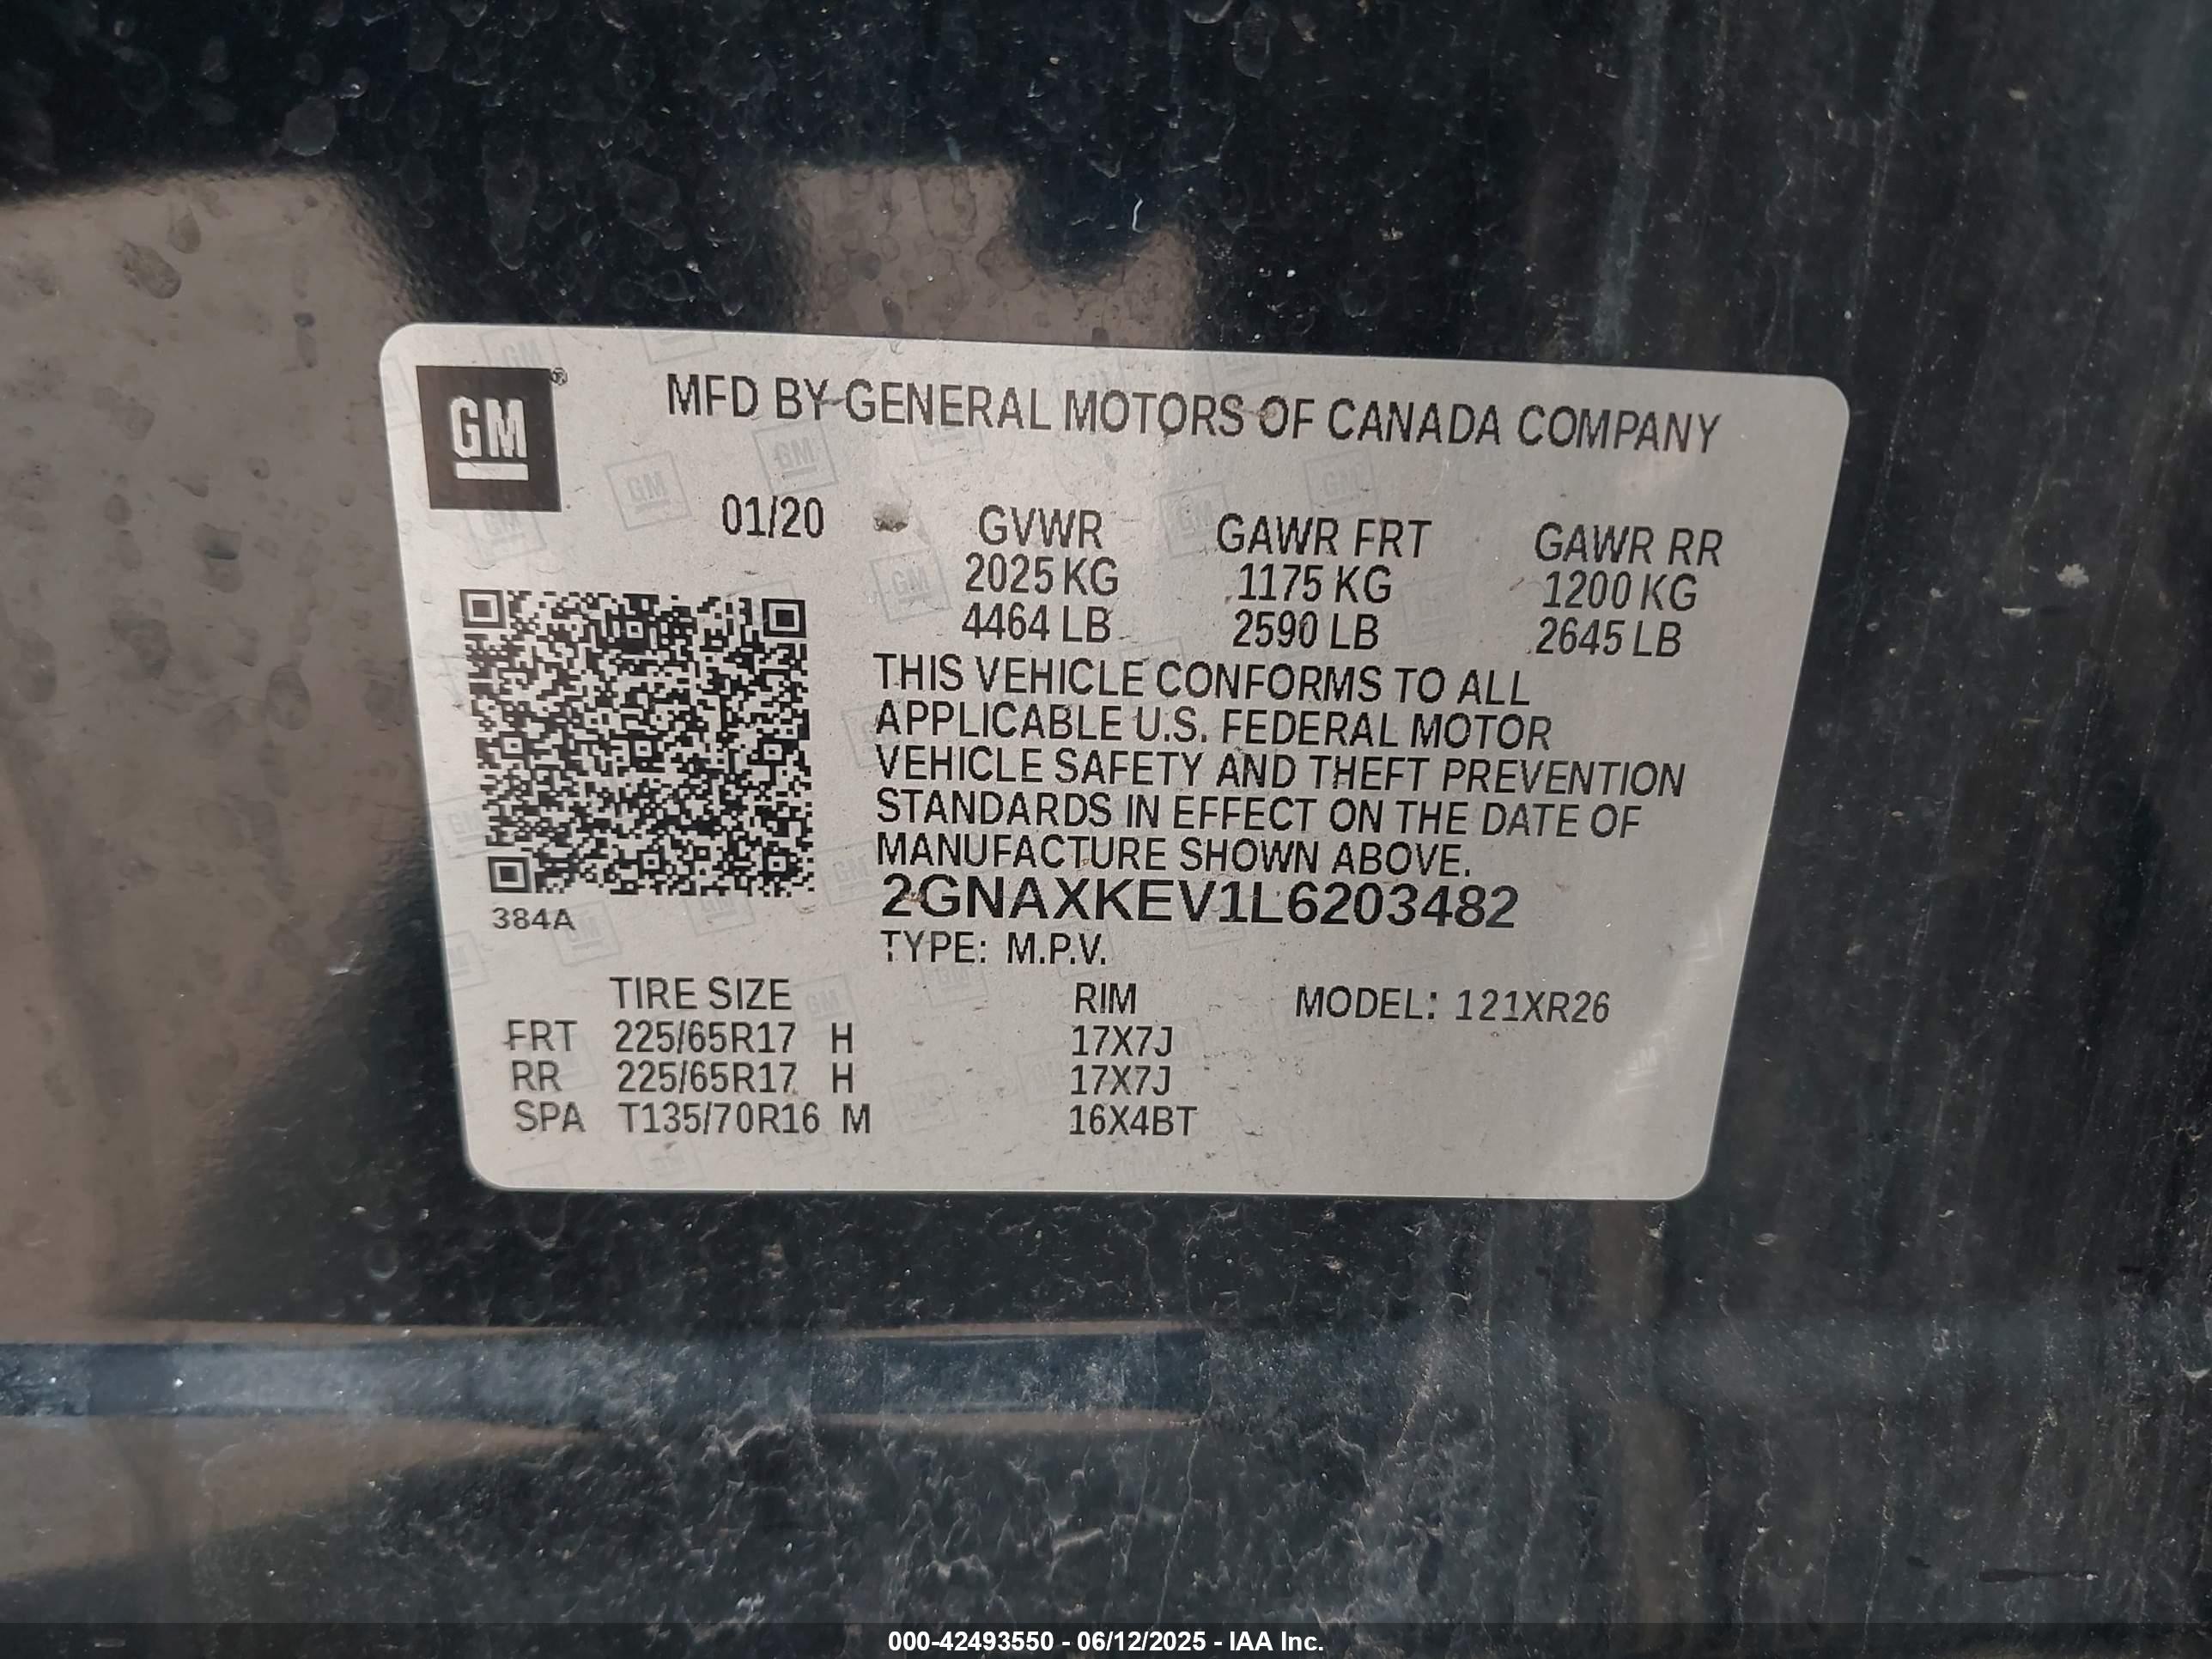 GM®
MFD BY GENERAL MOTORS OF CANADA COMPANY
01/20 GVWR GAWR FRT GAWR RR
2025 KG 1175 KG 1200 KG
4464 LB 2590 LB 2645 LB
THIS VEHICLE CONFORMS TO ALL
APPLICABLE U.S. FEDERAL MOTOR
VEHICLE SAFETY AND THEFT PREVENTION
STANDARDS IN EFFECT ON THE DATE OF
MANUFACTURE SHOWN ABOVE.
2GNAXKEV1L6203482
384A
TYPE: M.P.V.
TIRE SIZE RIM MODEL: 121XR26
FRT 225/65R17 H 17X7J
RR 225/65R17 H 17X7J
SPA T135/70R16 M 16X4BT
000-42493550 - 06/12/2025 - IAA Inc.